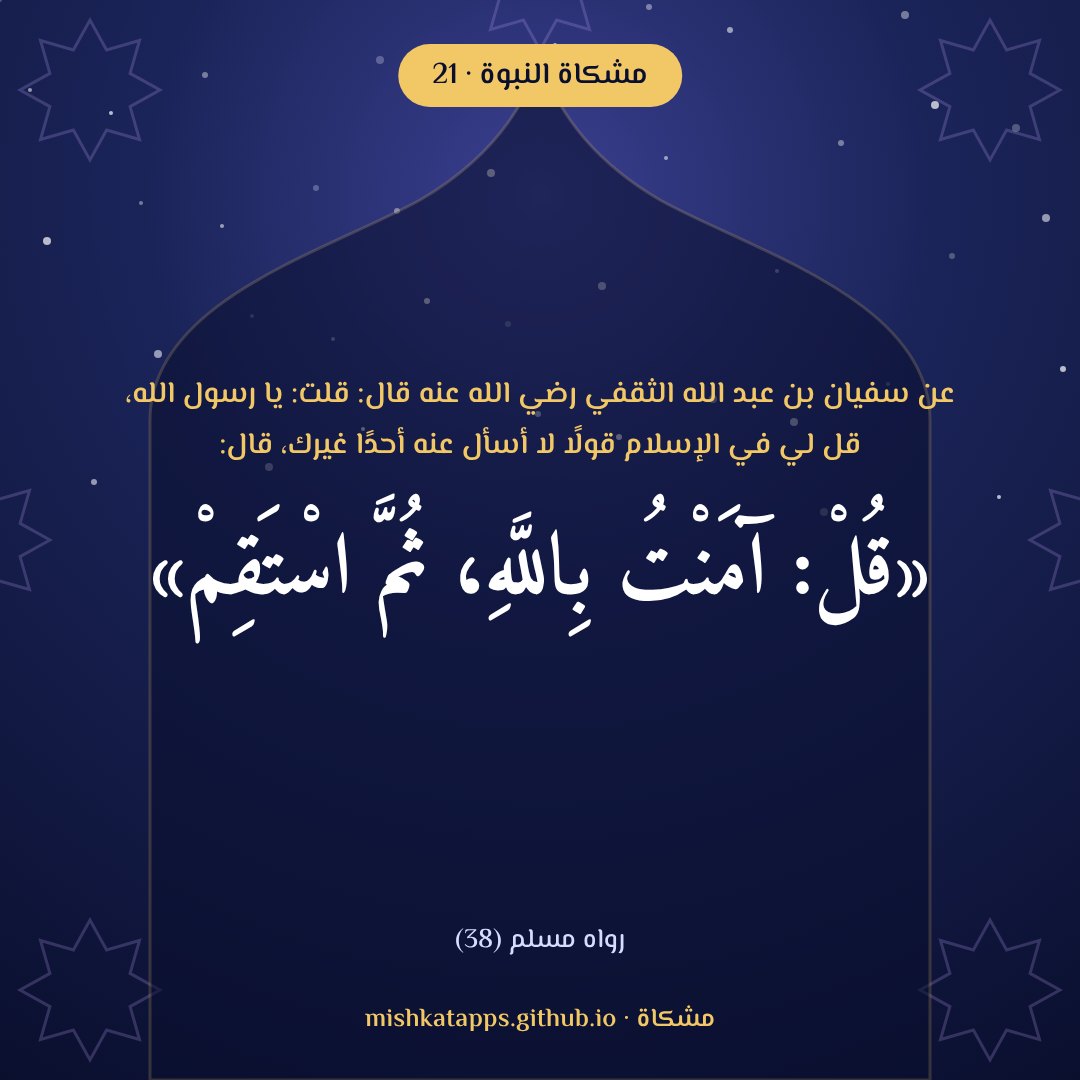 مشكاة النبوة · 21
عن سفيان بن عبد الله الثقفي رضي الله عنه قال: قلت: يا رسول الله،
قل لي في الإسلام قولًا لا أسأل عنه أحدًا غيرك، قال:
«قُلْ: آمَنْتُ بِاللَّهِ، ثُمَّ اسْتَقِمْ»
رواه مسلم (38)
مشكاة · mishkatapps.github.io